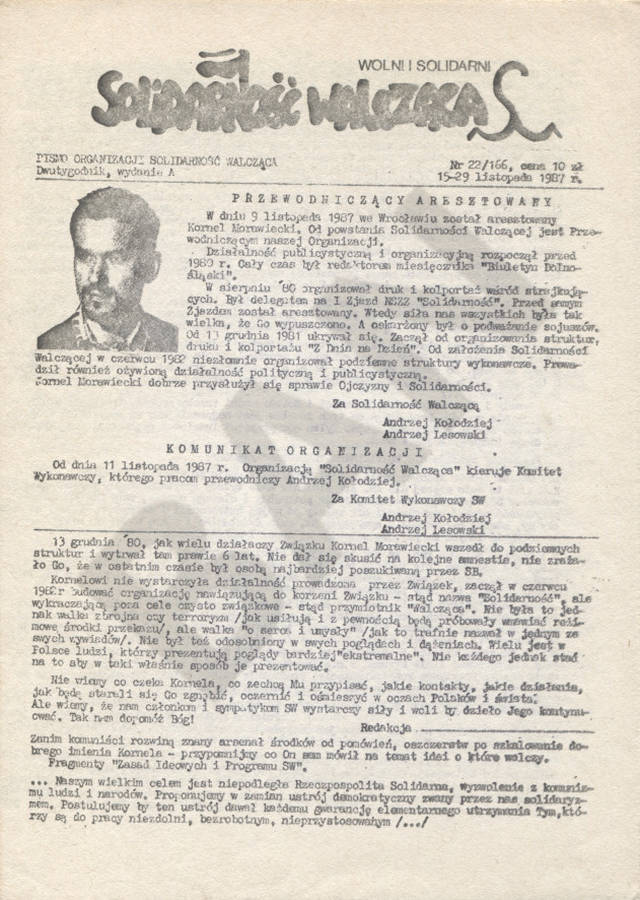 WOLNI I SOLIDARNI
SOLIDARNOŚĆ WALCZĄCA
PISMO ORGANIZACJI SOLIDARNOŚĆ WALCZĄCA
Dwutygodnik, wydanie A
Nr 22/166, cena 10 zł
15-29 listopada 1987 r.
PRZEWODNICZĄCY ARESZTOWANY
W dniu 9 listopada 1987 we Wrocławiu został aresztowany
Kornel Morawiecki. Od powstania Solidarności Walczącej jest Prze-
wodniczącym naszej Organizacji.
Działalność publicystyczną i organizacyjną rozpoczął przed
1980 r. Cały czas był redaktorem miesięcznika "Biuletyn Dolno-
śląski".
W sierpniu '80 organizował druk i kolportaż wśród strajkują-
cych. Był delegatem na I Zjazd NSZZ "Solidarność". Przed samym
Zjazdem został aresztowany. Wtedy siła nas wszystkich była tak
wielka, że Go wypuszczono. A oskarżony był o podważanie sojuszów.
Od 13 grudnia 1981 ukrywał się. Zaczął od organizowania struktur,
druku i kolportażu "Z Dnia na Dzień". Od założenia Solidarności
Walczącej w czerwcu 1982 niezłomnie organizował podziemne struktury wykonawcze. Prowa-
dził również ożywioną działalność polityczną i publicystyczną.
Kornel Morawiecki dobrze przysłużył się sprawie Ojczyzny i Solidarności.
Za Solidarność Walczącą
Andrzej Kołodziej
Andrzej Lesowski
KOMUNIKAT ORGANIZACJI
Od dnia 11 listopada 1987 r. Organizacją "Solidarność Walcząca" kieruje Komitet
Wykonawczy, którego pracom przewodniczy Andrzej Kołodziej.
Za Komitet Wykonawczy SW
Andrzej Kołodziej
Andrzej Lesowski
13 grudnia '80, jak wielu działaczy Związku Kornel Morawiecki wszedł do podziemnych
struktur i wytrwał tam prawie 6 lat. Nie dał się skusić na kolejne amnestie, nie zraża-
ło Go, że w ostatnim czasie był osobą najbardziej poszukiwaną przez SB.
Kornelowi nie wystarczyła działalność prowadzona przez Związek, zaczął w czerwcu
1982r budować organizację nawiązującą do korzeni Związku - stąd nazwa "Solidarność", ale
wykraczającą poza cele czysto związkowe - stąd przymiotnik "Walcząca". Nie była to jed-
nak walka zbrojna czy terroryzm /jak usiłują i z pewnością będą próbowały wmawiać reżi-
mowe środki przekazu/, ale walka "o serca i umysły" /jak to trafnie nazwał w jednym ze
swych wywiadów/. Nie był też odosobniony w swych poglądach i dążeniach. Wielu jest w
Polsce ludzi, którzy prezentują poglądy bardziej"ekstremalne". Nie każdego jednak stać
na to aby w taki właśnie sposób je prezentować.
Nie wiemy co czeka Kornela, co zechcą Mu przypisać, jakie kontakty, jakie działania,
jak będą starali się Go zgnębić, oczernić i ośmieszyć w oczach Polaków i świata.
Ale wiemy, że nam członkom i sympatykom SW wystarczy siły i woli by dzieło Jego kontynu-
ować. Tak nam dopomóż Bóg!
Redakcja
Zanim komuniści rozwiną znany arsenał środków od pomówień, oszczerstw po szkalowanie do-
brego imienia Kornela - przypomnijmy co On sam mówił na temat idei o które walczy.
Fragmenty "Zasad Ideowych i Programu SW".
... Naszym wielkim celem jest niepodległa Rzeczpospolita Solidarna, wyzwolenie z komuniz-
mu ludzi i narodów. Proponujemy w zamian ustrój demokratyczny zwany przez nas solidaryz-
mem. Postulujemy by ten ustrój dawał każdemu gwarancję elementarnego utrzymania Tym,któ-
rzy są do pracy niezdolni, bezrobotnym, nieprzystosowanym /.../